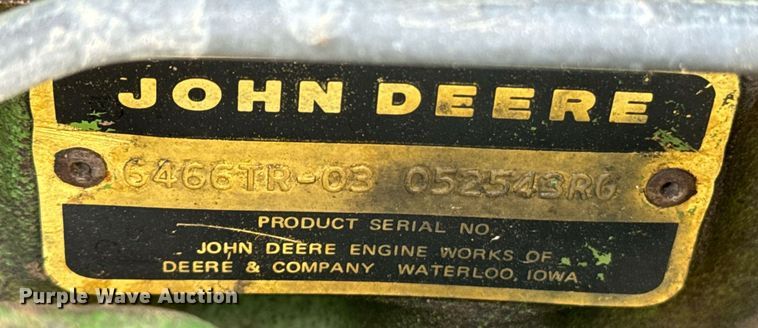 JOHN DEERE
6466TR-03 052543RG
PRODUCT SERIAL NO.
JOHN DEERE ENGINE WORKS OF
DEERE & COMPANY WATERLOO, IOWA
Purple Wave Auction